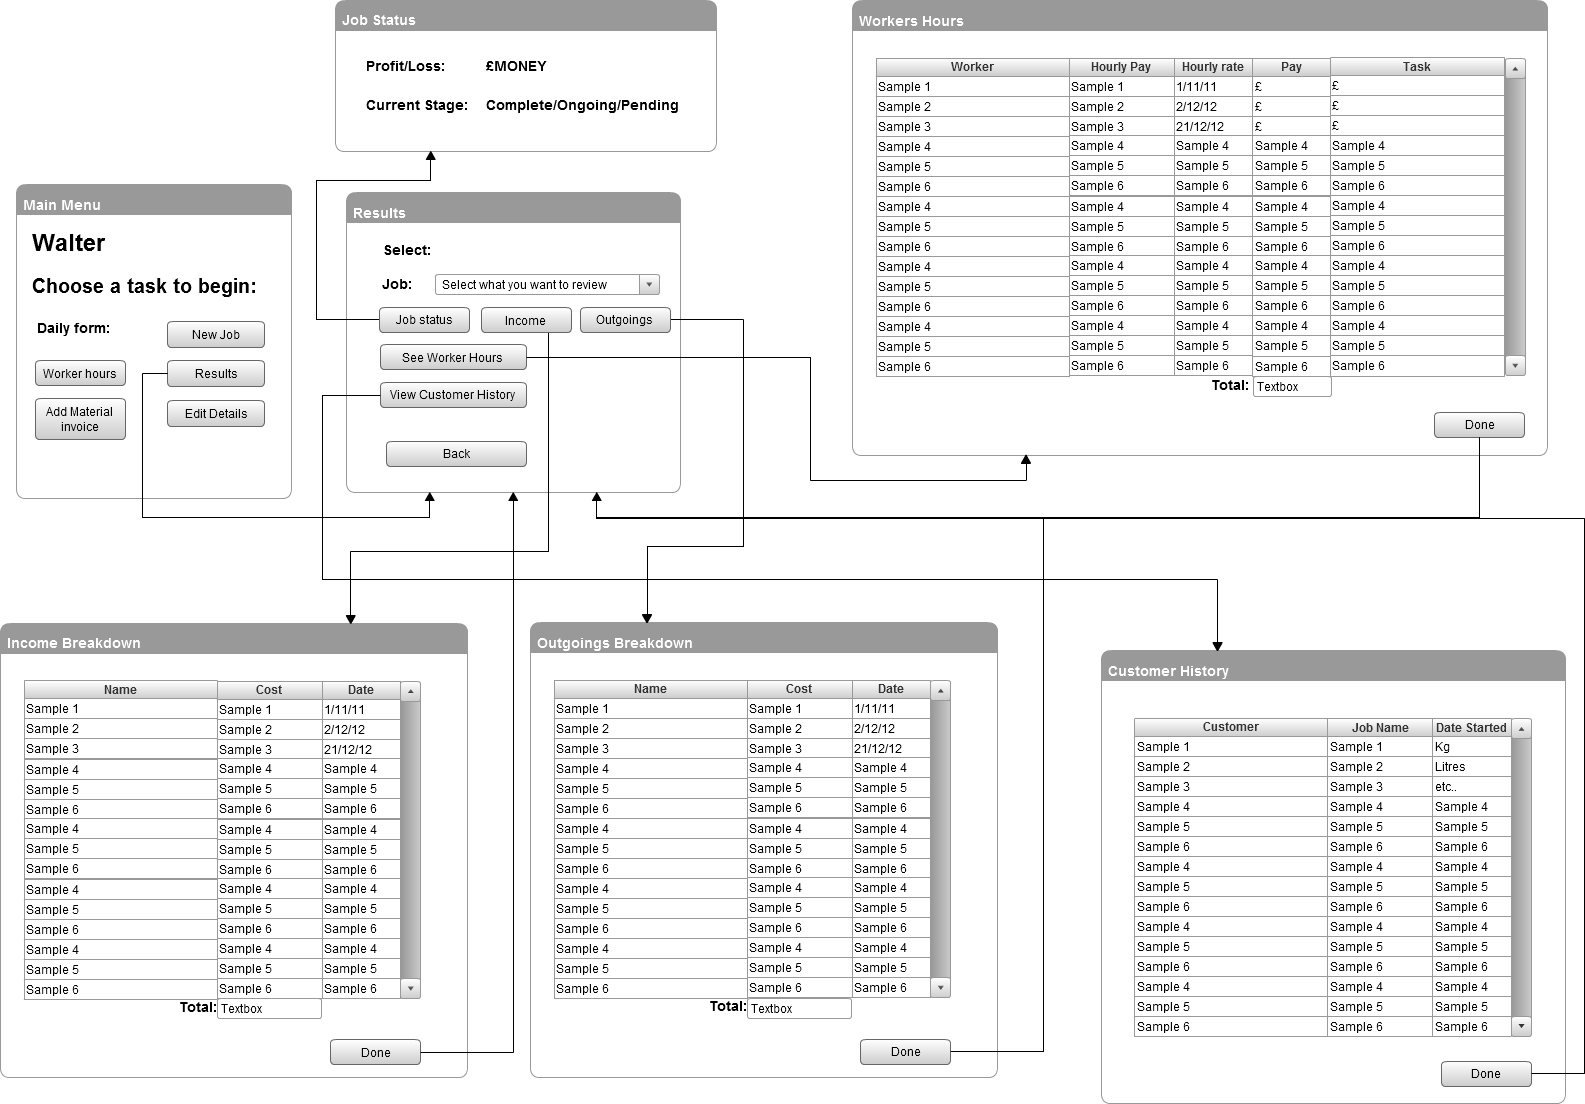 Job Status
Profit/Loss: £MONEY
Current Stage: Complete/Ongoing/Pending
Workers Hours
Worker Hourly Pay Hourly rate Pay Task
Sample 1 Sample 1 1/11/11 £ £
Sample 2 Sample 2 2/12/12 £ £
Sample 3 Sample 3 21/12/12 £ £
Sample 4 Sample 4 Sample 4 Sample 4 Sample 4
Sample 5 Sample 5 Sample 5 Sample 5 Sample 5
Sample 6 Sample 6 Sample 6 Sample 6 Sample 6
Sample 4 Sample 4 Sample 4 Sample 4 Sample 4
Sample 5 Sample 5 Sample 5 Sample 5 Sample 5
Sample 6 Sample 6 Sample 6 Sample 6 Sample 6
Sample 4 Sample 4 Sample 4 Sample 4 Sample 4
Sample 5 Sample 5 Sample 5 Sample 5 Sample 5
Sample 6 Sample 6 Sample 6 Sample 6 Sample 6
Sample 4 Sample 4 Sample 4 Sample 4 Sample 4
Sample 5 Sample 5 Sample 5 Sample 5 Sample 5
Sample 6 Sample 6 Sample 6 Sample 6 Sample 6
Total: Textbox
Done
Main Menu
Walter
Choose a task to begin:
Daily form:
New Job
Worker hours
Results
Add Material
invoice
Edit Details
Results
Select:
Job: Select what you want to review
Job status Income Outgoings
See Worker Hours
View Customer History
Back
Income Breakdown
Name Cost Date
Sample 1 Sample 1 1/11/11
Sample 2 Sample 2 2/12/12
Sample 3 Sample 3 21/12/12
Sample 4 Sample 4 Sample 4
Sample 5 Sample 5 Sample 5
Sample 6 Sample 6 Sample 6
Sample 4 Sample 4 Sample 4
Sample 5 Sample 5 Sample 5
Sample 6 Sample 6 Sample 6
Sample 4 Sample 4 Sample 4
Sample 5 Sample 5 Sample 5
Sample 6 Sample 6 Sample 6
Sample 4 Sample 4 Sample 4
Sample 5 Sample 5 Sample 5
Sample 6 Sample 6 Sample 6
Total: Textbox
Done
Outgoings Breakdown
Name Cost Date
Sample 1 Sample 1 1/11/11
Sample 2 Sample 2 2/12/12
Sample 3 Sample 3 21/12/12
Sample 4 Sample 4 Sample 4
Sample 5 Sample 5 Sample 5
Sample 6 Sample 6 Sample 6
Sample 4 Sample 4 Sample 4
Sample 5 Sample 5 Sample 5
Sample 6 Sample 6 Sample 6
Sample 4 Sample 4 Sample 4
Sample 5 Sample 5 Sample 5
Sample 6 Sample 6 Sample 6
Sample 4 Sample 4 Sample 4
Sample 5 Sample 5 Sample 5
Sample 6 Sample 6 Sample 6
Total: Textbox
Done
Customer History
Customer Job Name Date Started
Sample 1 Sample 1 Kg
Sample 2 Sample 2 Litres
Sample 3 Sample 3 etc..
Sample 4 Sample 4 Sample 4
Sample 5 Sample 5 Sample 5
Sample 6 Sample 6 Sample 6
Sample 4 Sample 4 Sample 4
Sample 5 Sample 5 Sample 5
Sample 6 Sample 6 Sample 6
Sample 4 Sample 4 Sample 4
Sample 5 Sample 5 Sample 5
Sample 6 Sample 6 Sample 6
Sample 4 Sample 4 Sample 4
Sample 5 Sample 5 Sample 5
Sample 6 Sample 6 Sample 6
Done